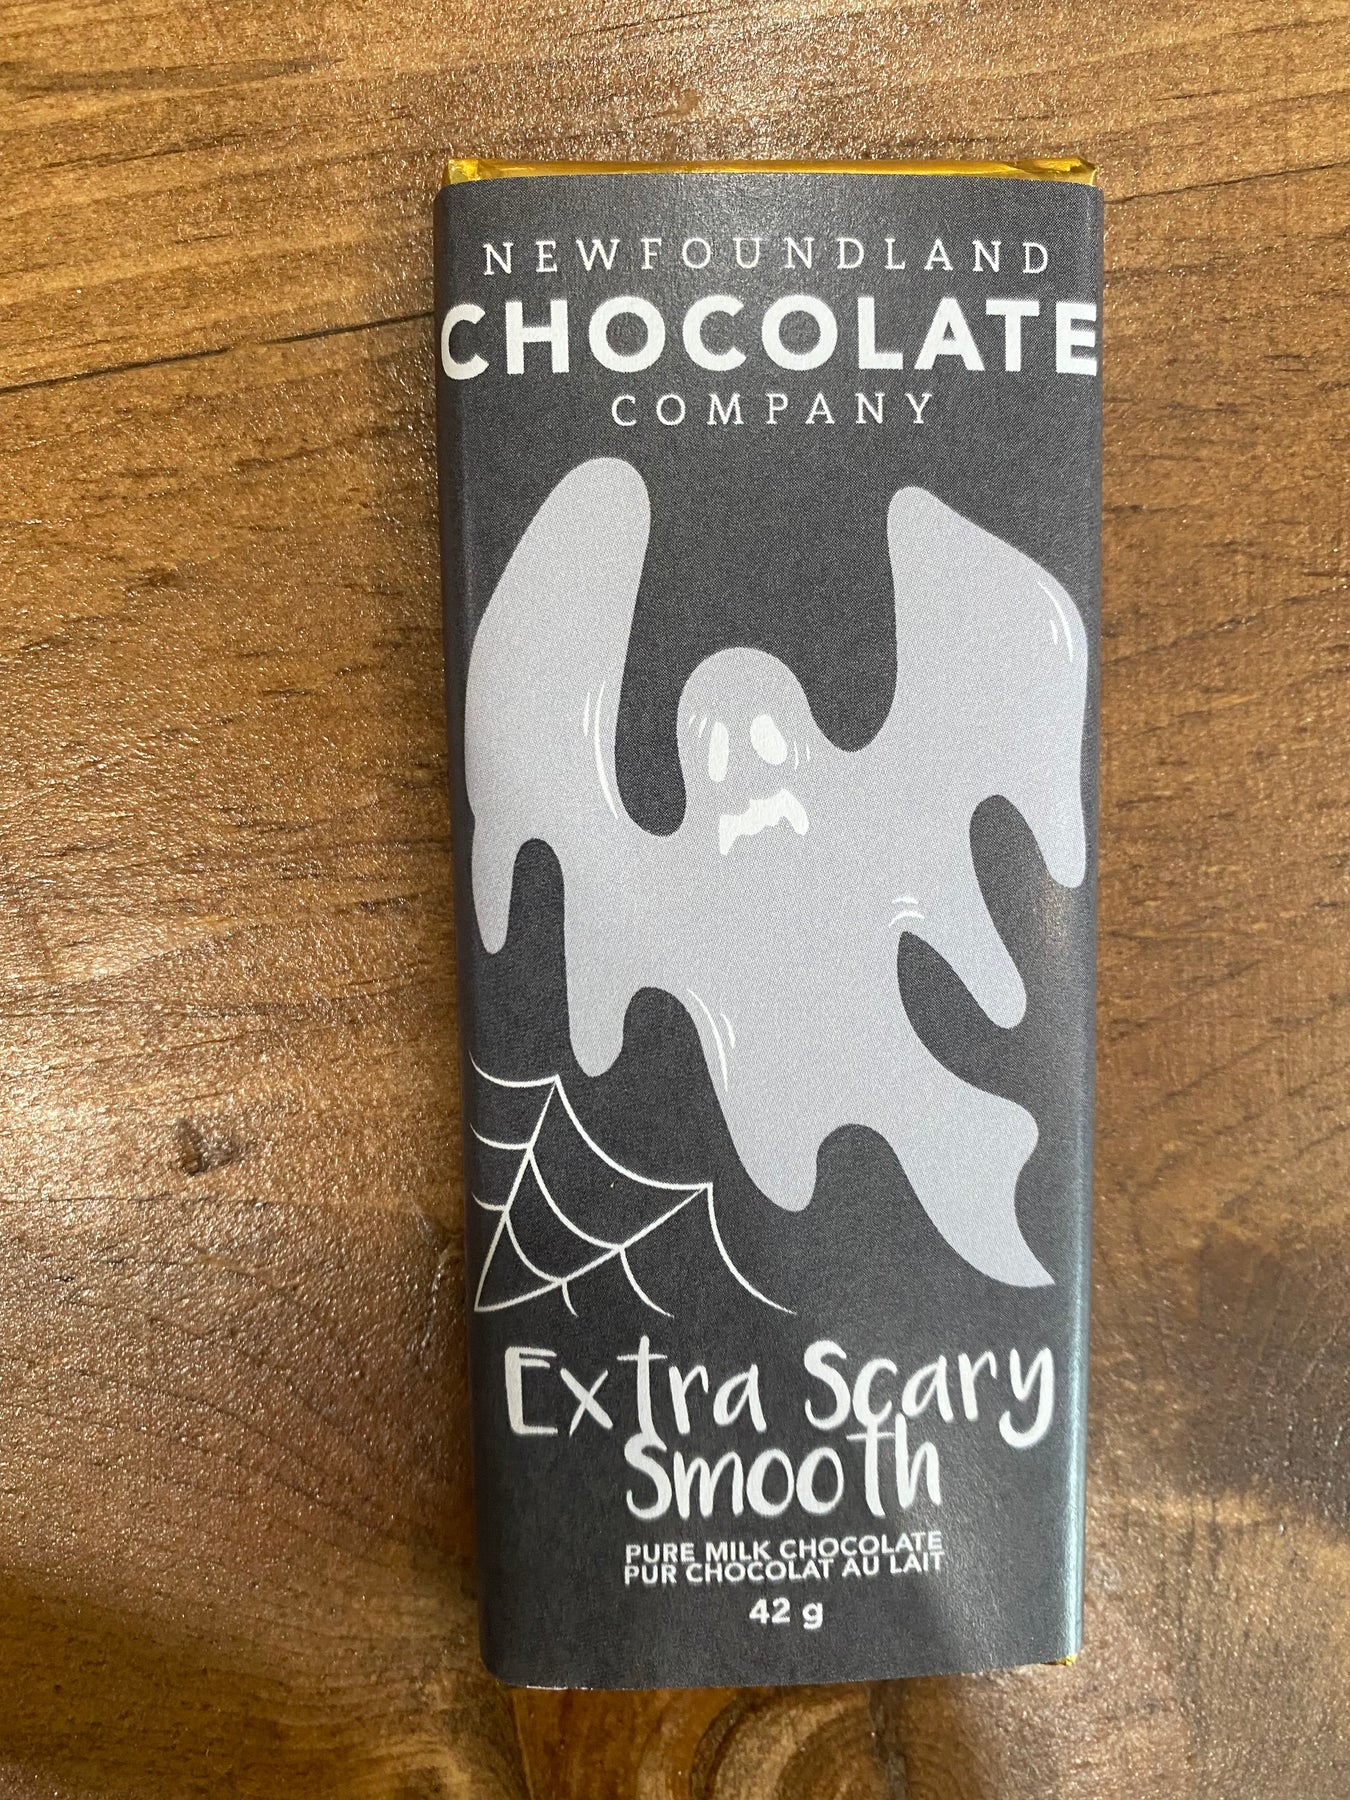 NEWFOUNDLAND
CHOCOLATE
COMPANY
Extra Scary
Smooth
PURE MILK CHOCOLATE
PUR CHOCOLAT AU LAIT
42 g